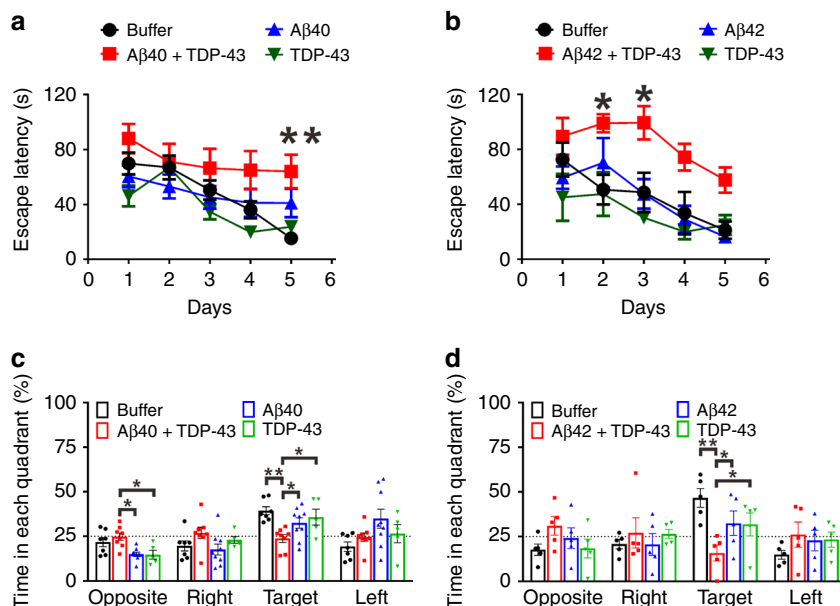 a
Buffer
Aβ40
Aβ40 + TDP-43
TDP-43
Escape latency (s)
120
80
40
0
**
0 1 2 3 4 5 6
Days
b
Buffer
Aβ42
Aβ42 + TDP-43
TDP-43
Escape latency (s)
120
80
40
0
*
*
0 1 2 3 4 5 6
Days
c
Time in each quadrant (%)
100
75
50
25
0
Buffer
Aβ40
Aβ40 + TDP-43
TDP-43
*
*
*
**
*
Opposite Right Target Left
d
Time in each quadrant (%)
100
75
50
25
0
Buffer
Aβ42
Aβ42 + TDP-43
TDP-43
**
*
*
Opposite Right Target Left